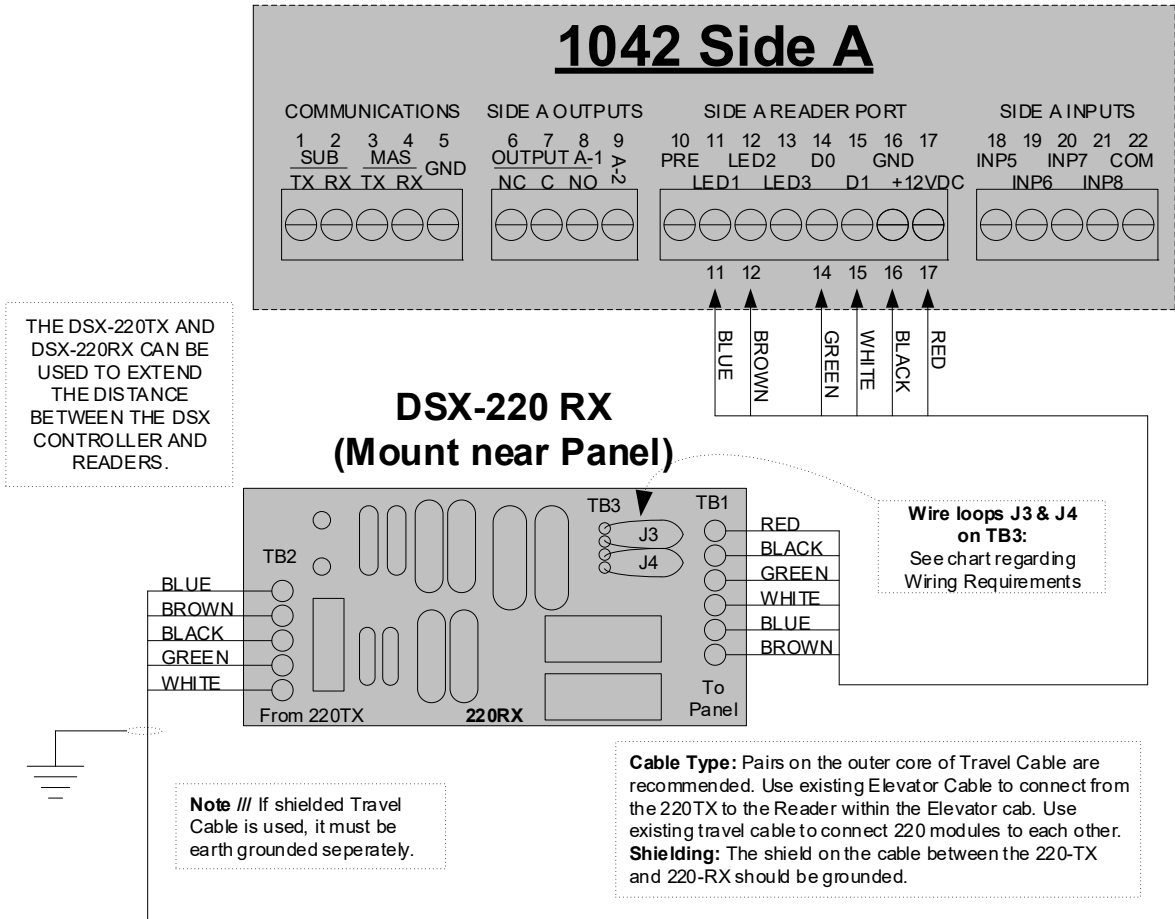 1042 Side A
COMMUNICATIONS SIDE A OUTPUTS SIDE A READER PORT SIDE A INPUTS
1 2 3 4 5 6 7 8 9 10 11 12 13 14 15 16 17 18 19 20 21 22
SUB MAS GND OUTPUT A-1 A-2 PRE LED2 D0 GND INP5 INP7 COM
TX RX TX RX NC C NO LED1 LED3 D1 +12VDC INP6 INP8
11 12 14 15 16 17
BLUE BROWN GREEN WHITE BLACK RED
THE DSX-220TX AND
DSX-220RX CAN BE
USED TO EXTEND
THE DISTANCE
BETWEEN THE DSX
CONTROLLER AND
READERS.
DSX-220 RX
(Mount near Panel)
Wire loops J3 & J4
on TB3:
See chart regarding
Wiring Requirements
TB2
TB3
J3
J4
TB1
BLUE
BROWN
BLACK
GREEN
WHITE
RED
BLACK
GREEN
WHITE
BLUE
BROWN
From 220TX
220RX
To
Panel
Note /// If shielded Travel
Cable is used, it must be
earth grounded seperately.
Cable Type: Pairs on the outer core of Travel Cable are
recommended. Use existing Elevator Cable to connect from
the 220TX to the Reader within the Elevator cab. Use
existing travel cable to connect 220 modules to each other.
Shielding: The shield on the cable between the 220-TX
and 220-RX should be grounded.